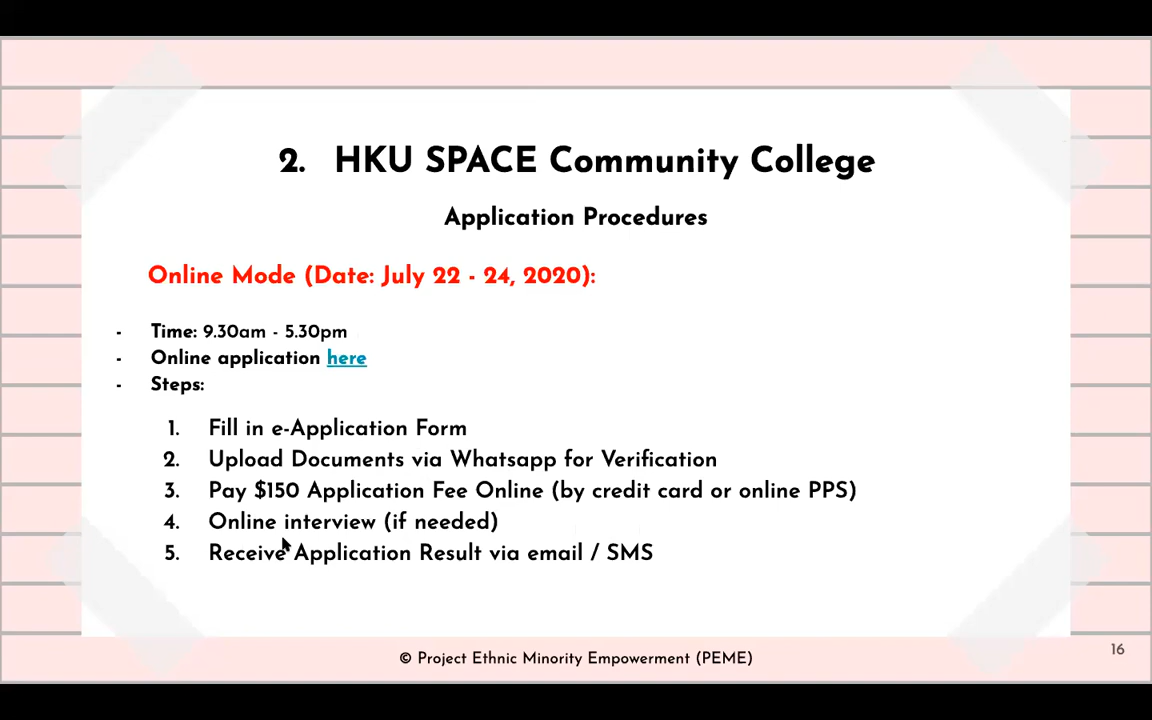 2. HKU SPACE Community College
Application Procedures
Online Mode (Date: July 22 - 24, 2020):
- Time: 9.30am - 5.30pm
- Online application here
- Steps:
1. Fill in e-Application Form
2. Upload Documents via Whatsapp for Verification
3. Pay $150 Application Fee Online (by credit card or online PPS)
4. Online interview (if needed)
5. Receive Application Result via email / SMS
© Project Ethnic Minority Empowerment (PEME)
16